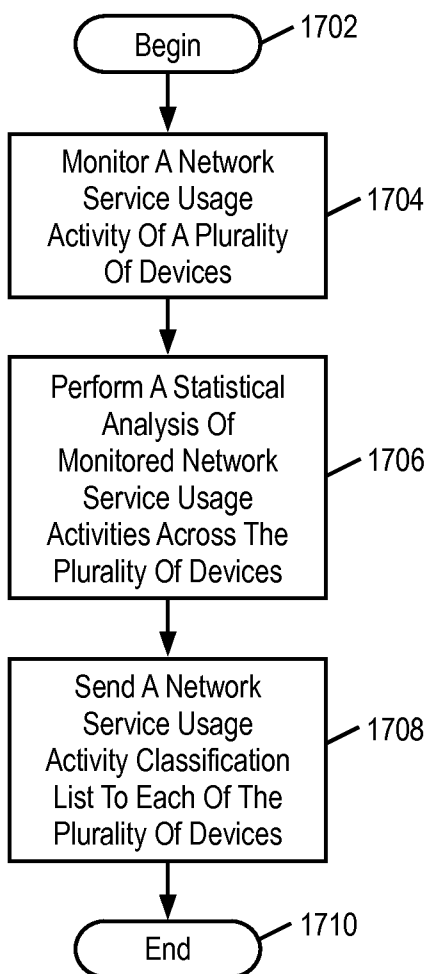 Begin
1702
Monitor A Network
Service Usage
Activity Of A Plurality
Of Devices
1704
Perform A Statistical
Analysis Of
Monitored Network
Service Usage
Activities Across The
Plurality Of Devices
1706
Send A Network
Service Usage
Activity Classification
List To Each Of The
Plurality Of Devices
1708
End
1710